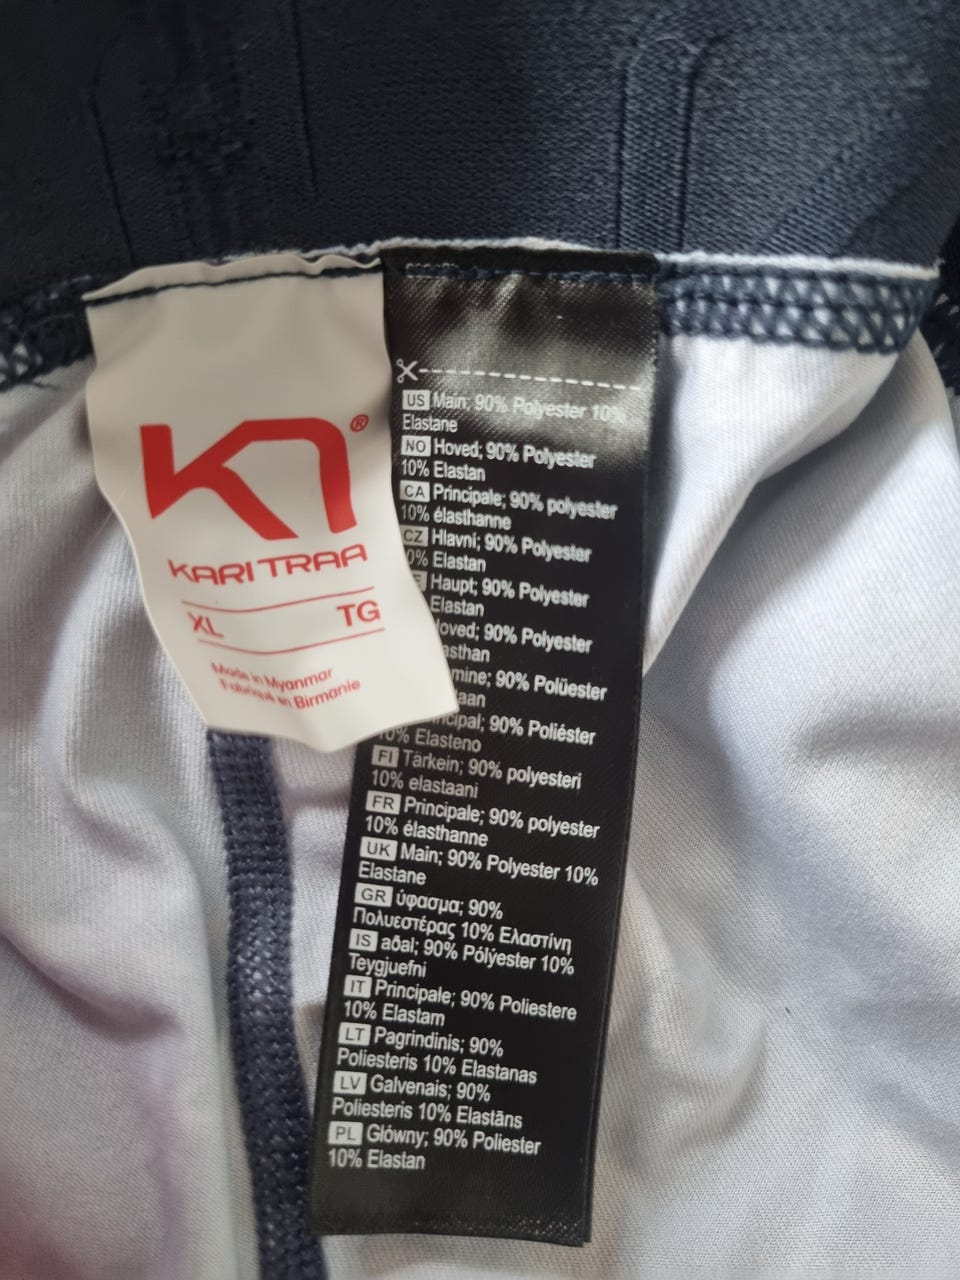 KARI TRAA
®
XL TG
Made in Myanmar
Fabriqué en Birmanie
US Main; 90% Polyester 10%
Elastane
NO Hoved; 90% Polyester
10% Elastan
CA Principale; 90% polyester
10% élasthanne
CZ Hlavní; 90% Polyester
0% Elastan
Haupt; 90% Polyester
Elastan
oved; 90% Polyester
asthan
mine; 90% Polüester
aan
ncipal; 90% Poliéster
10% Elasteno
FI Tärkein; 90% polyesteri
10% elastaani
FR Principale; 90% polyester
10% élasthanne
UK Main; 90% Polyester 10%
Elastane
GR ύφασμα; 90%
Πολυεστέρας 10% Ελαστίνη
IS aðal; 90% Pólýester 10%
Teygjuefni
IT Principale; 90% Poliestere
10% Elastam
LT Pagrindinis; 90%
Poliesteris 10% Elastanas
LV Galvenais; 90%
Poliesteris 10% Elastāns
PL Główny; 90% Poliester
10% Elastan